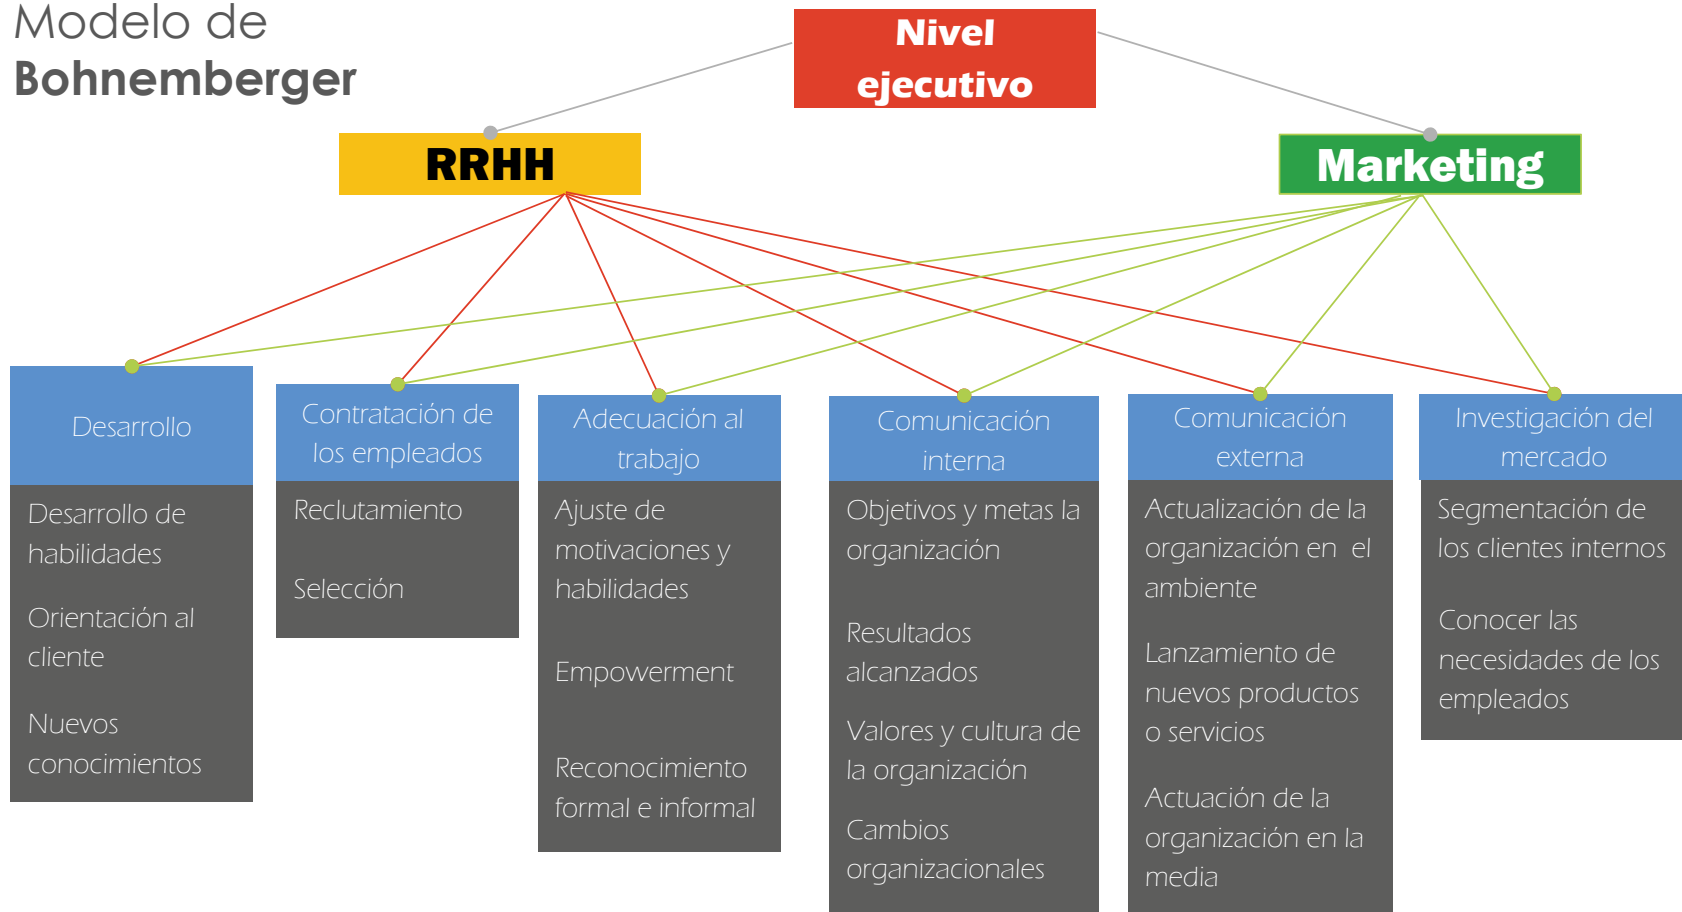 Modelo de
Bohnemberger
Nivel
ejecutivo
RRHH
Marketing
Desarrollo
Desarrollo de
habilidades
Orientación al
cliente
Nuevos
conocimientos
Contratación de
los empleados
Reclutamiento
Selección
Adecuación al
trabajo
Ajuste de
motivaciones y
habilidades
Empowerment
Reconocimiento
formal e informal
Comunicación
interna
Objetivos y metas la
organización
Resultados
alcanzados
Valores y cultura de
la organización
Cambios
organizacionales
Comunicación
externa
Actualización de la
organización en el
ambiente
Lanzamiento de
nuevos productos
o servicios
Actuación de la
organización en la
media
Investigación del
mercado
Segmentación de
los clientes internos
Conocer las
necesidades de los
empleados